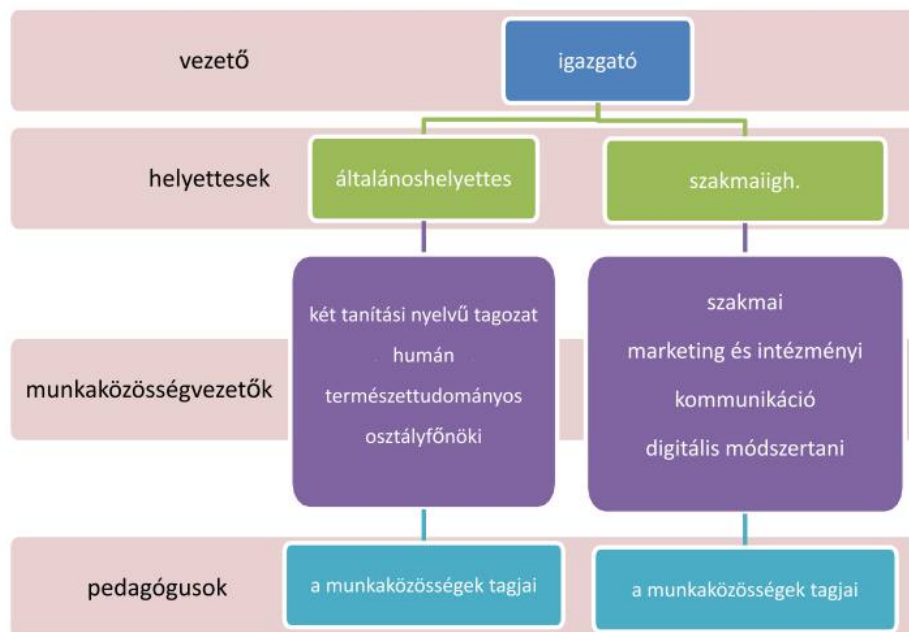 vezető
igazgató
helyettesek
általánoshelyettes
szakmaiigh.
munkaközösségvezetők
két tanítási nyelvű tagozat
humán
természettudományos
osztályfőnöki
szakmai
marketing és intézményi
kommunikáció
digitális módszertani
pedagógusok
a munkaközösségek tagjai
a munkaközösségek tagjai